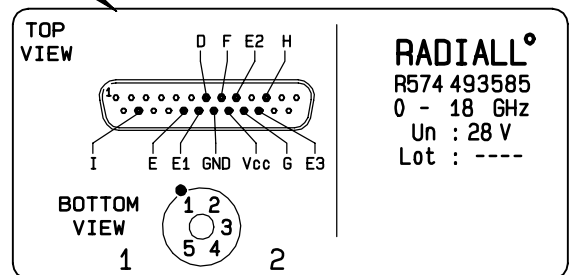 TOP
VIEW
D F E2 H
1
I E E1 GND Vcc G E3
BOTTOM
VIEW
1 2
3
5 4
1 2
RADIALL°
R574 493585
0 - 18 GHz
Un : 28 V
Lot : ----